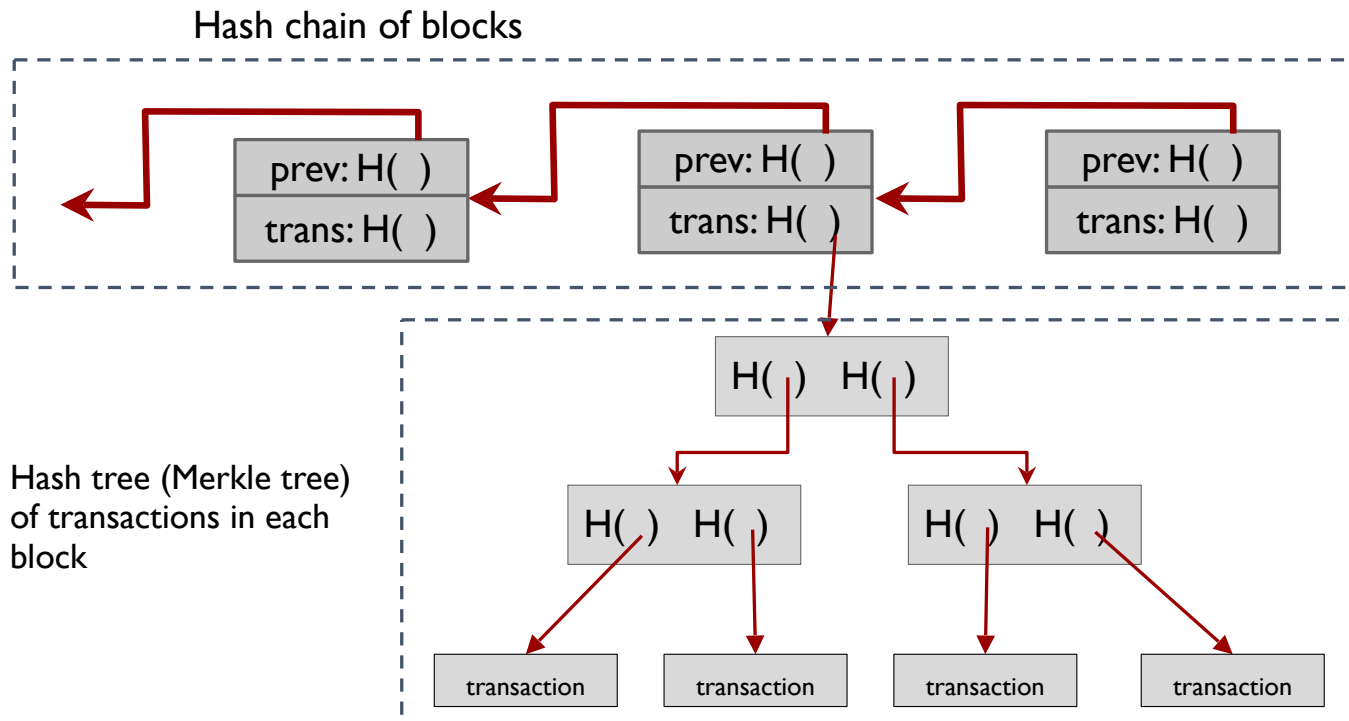 Hash chain of blocks
prev: H( )
prev: H( )
prev: H( )
trans: H( )
trans: H( )
trans: H( )
H( ) H( )
Hash tree (Merkle tree)
of transactions in each
block
H( ) H( )
H( ) H( )
transaction
transaction
transaction
transaction